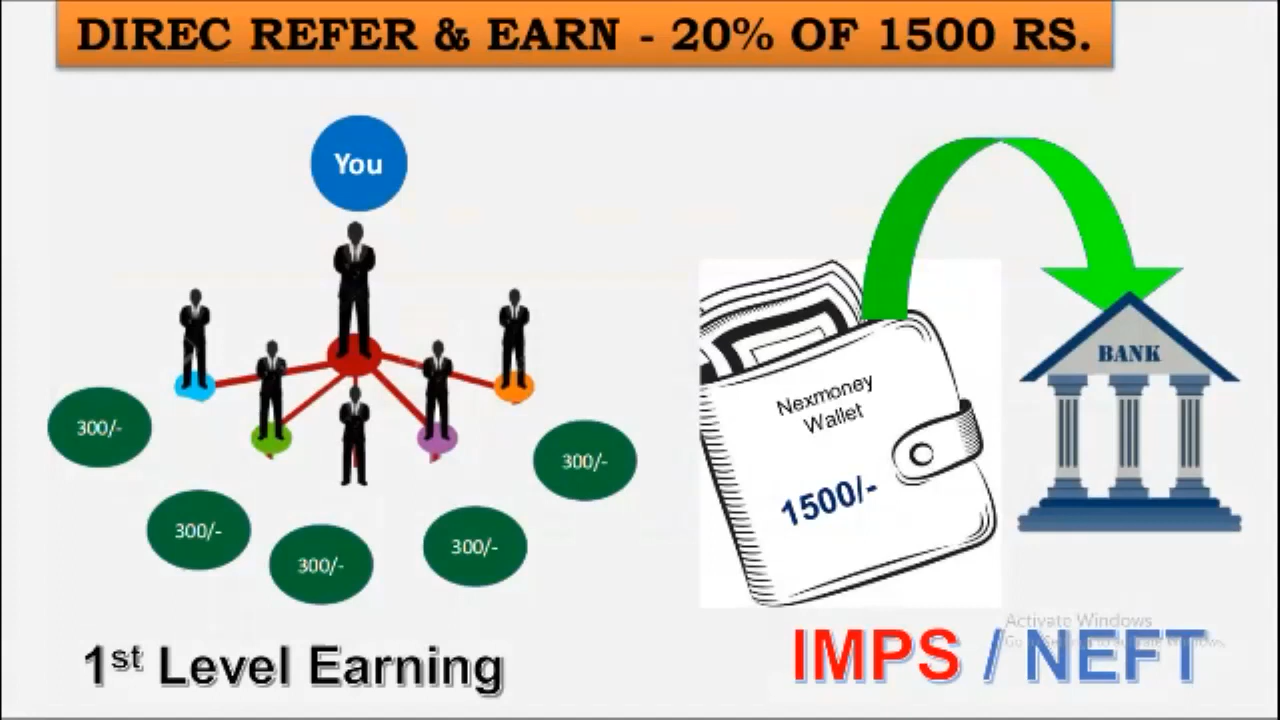 DIREC REFER & EARN - 20% OF 1500 RS.
You
300/-
300/-
300/-
300/-
300/-
1st Level Earning
Nexmoney
Wallet
1500/-
BANK
IMPS / NEFT
Activate Windows